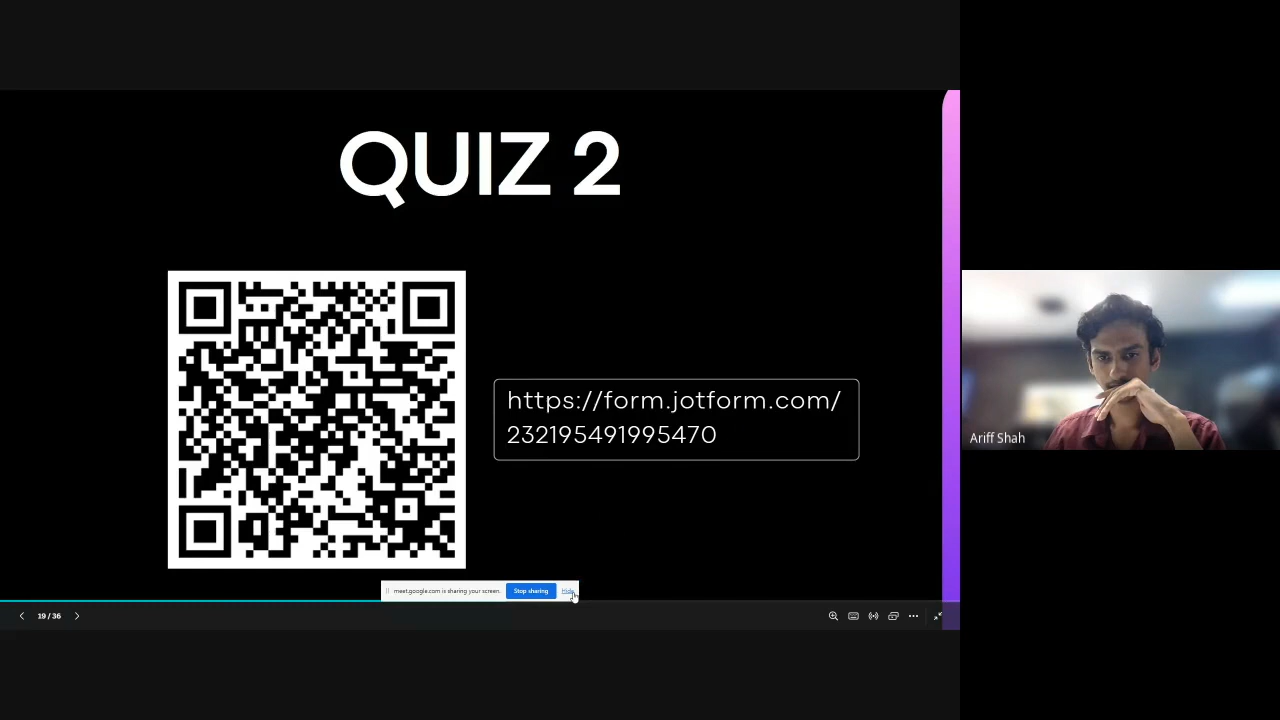 QUIZ 2
https://form.jotform.com/
232195491995470
Ariff Shah
meet.google.com is sharing your screen.
Stop sharing
Hide
19 / 36